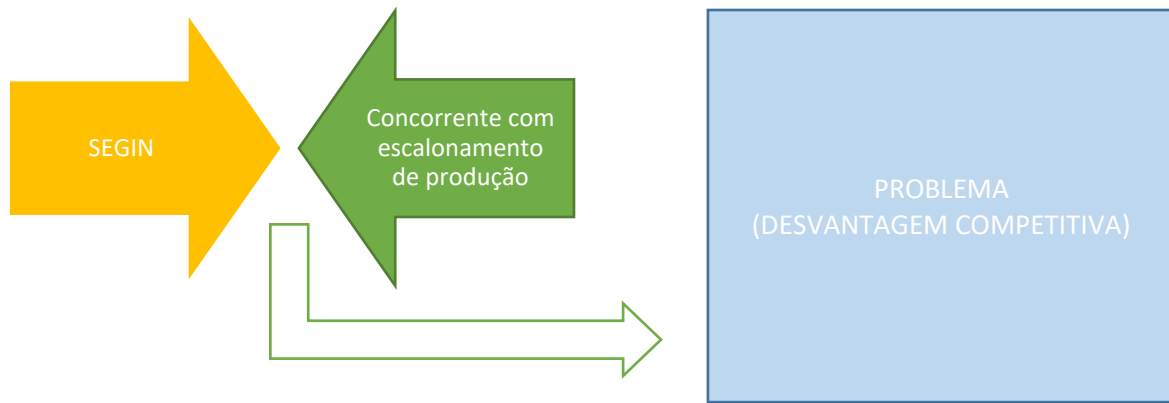 SEGIN
Concorrente com
escalonamento
de produção
PROBLEMA
(DESVANTAGEM COMPETITIVA)